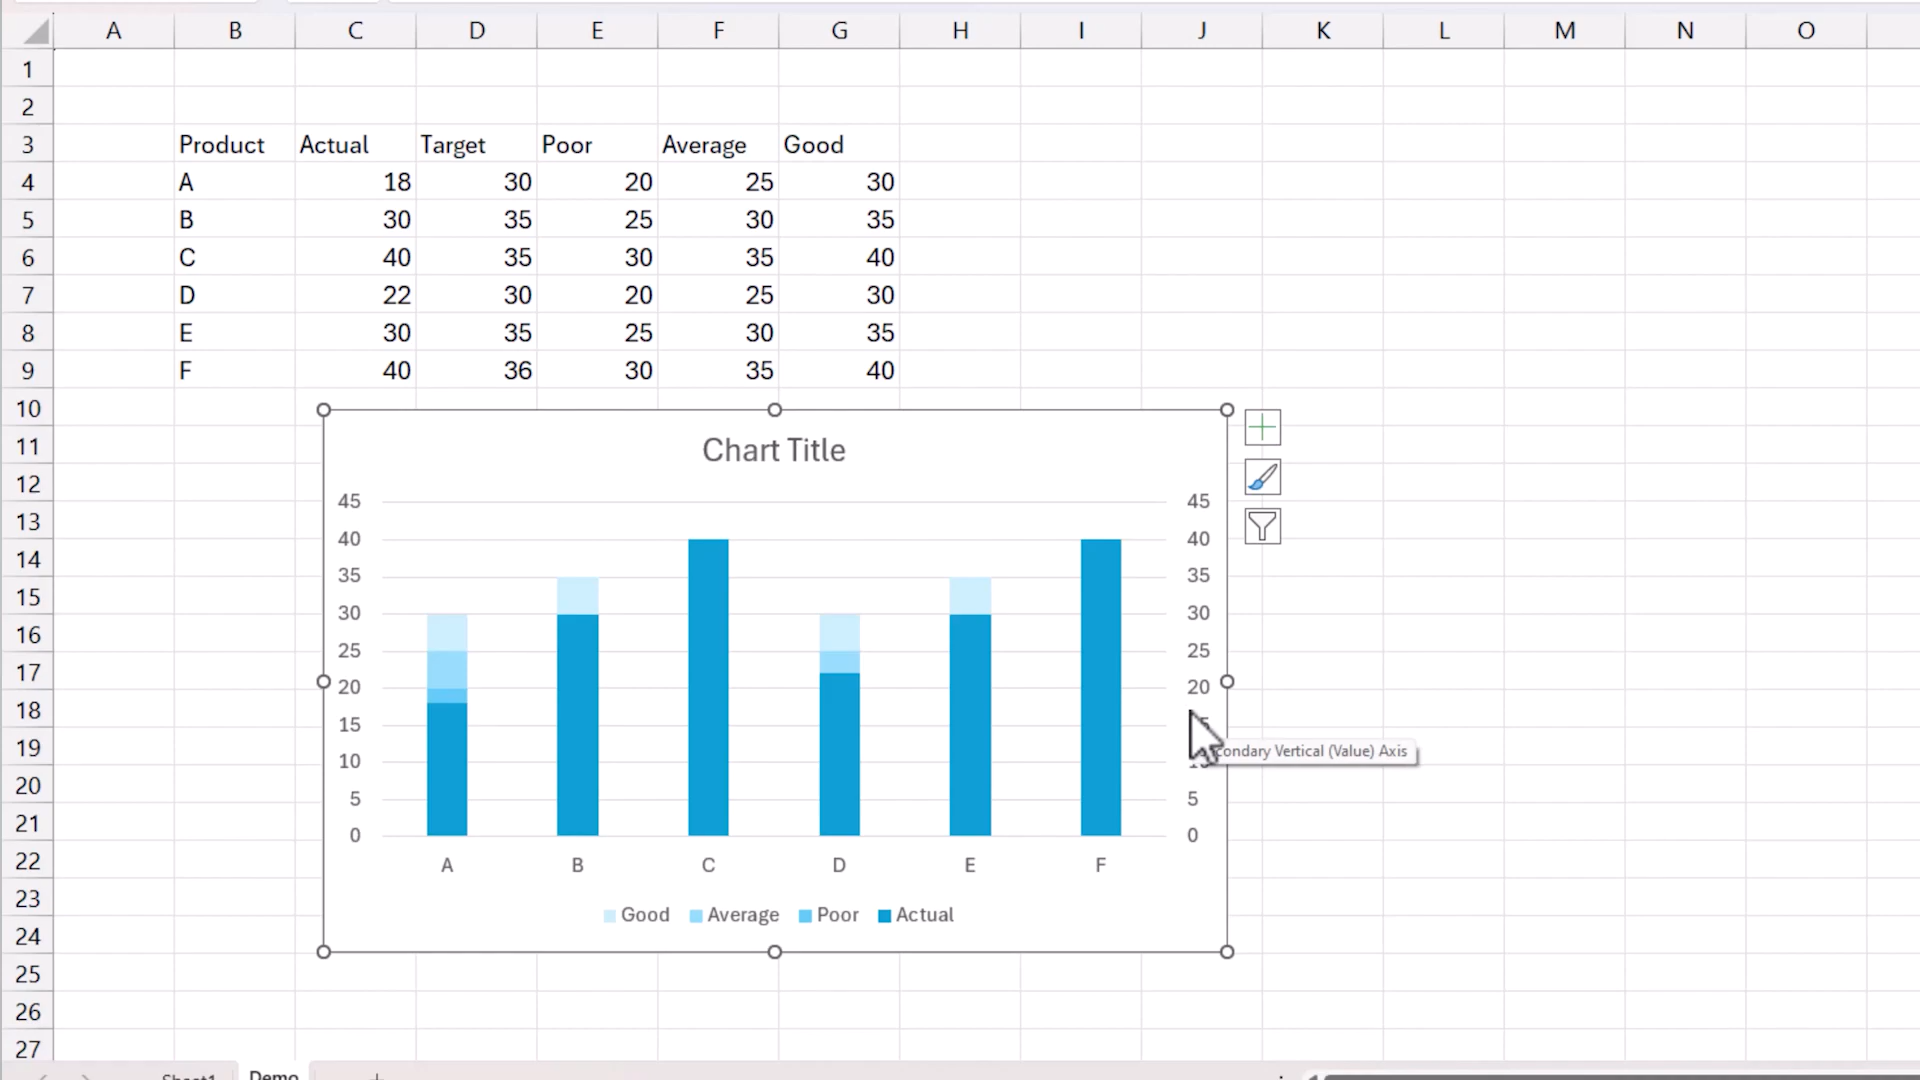 A B C D E F G H I J K L M N O
1
2
3 Product Actual Target Poor Average Good
4 A 18 30 20 25 30
5 B 30 35 25 30 35
6 C 40 35 30 35 40
7 D 22 30 20 25 30
8 E 30 35 25 30 35
9 F 40 36 30 35 40
10
11 Chart Title
12
13 45 45
14 40 40
15 35 35
16 30 30
17 25 25
18 20 20
19 15
20 10
21 5 5
22 0 0
23 A B C D E F
24 Good Average Poor Actual
25
26
27
Vertical (Value) Axis
Demo